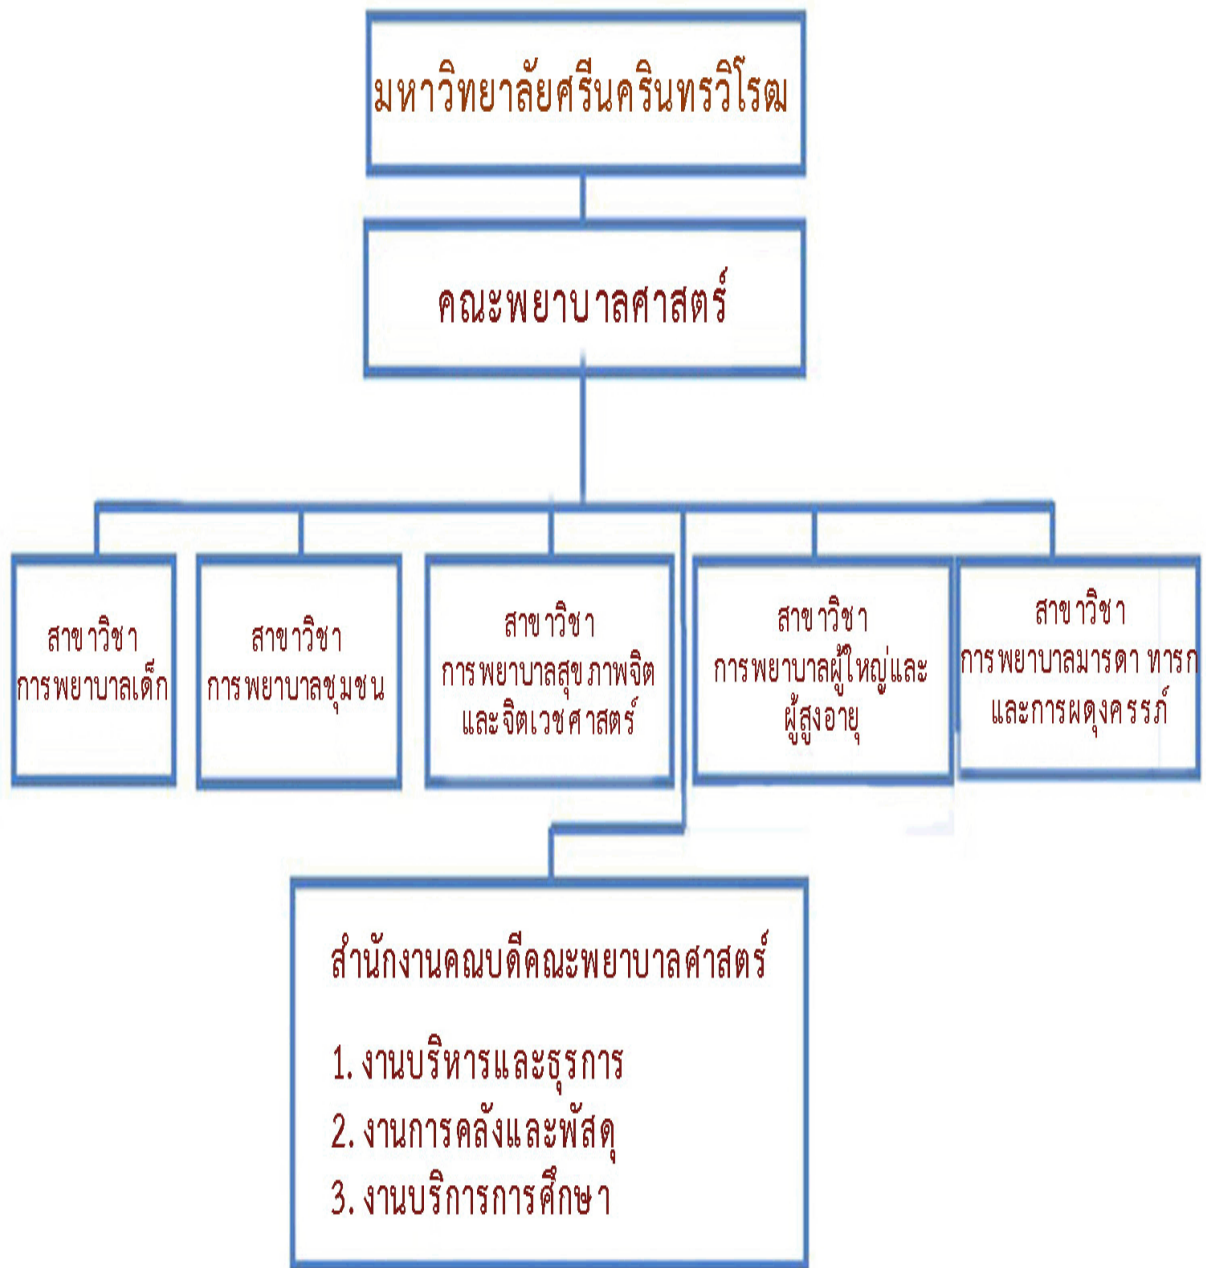 มหาวิทยาลัยศรีนครินทรวิโรฒ
คณะพยาบาลศาสตร์
สาขาวิชา
การพยาบาลเด็ก
สาขาวิชา
การพยาบาลชุมชน
สาขาวิชา
การพยาบาลสุขภาพจิต
และจิตเวชศาสตร์
สาขาวิชา
การพยาบาลผู้ใหญ่และ
ผู้สูงอายุ
สาขาวิชา
การพยาบาลมารดา ทารก
และการผดุงครรภ์
สำนักงานคณบดีคณะพยาบาลศาสตร์
1. งานบริหารและธุรการ
2. งานการคลังและพัสดุ
3. งานบริการการศึกษา